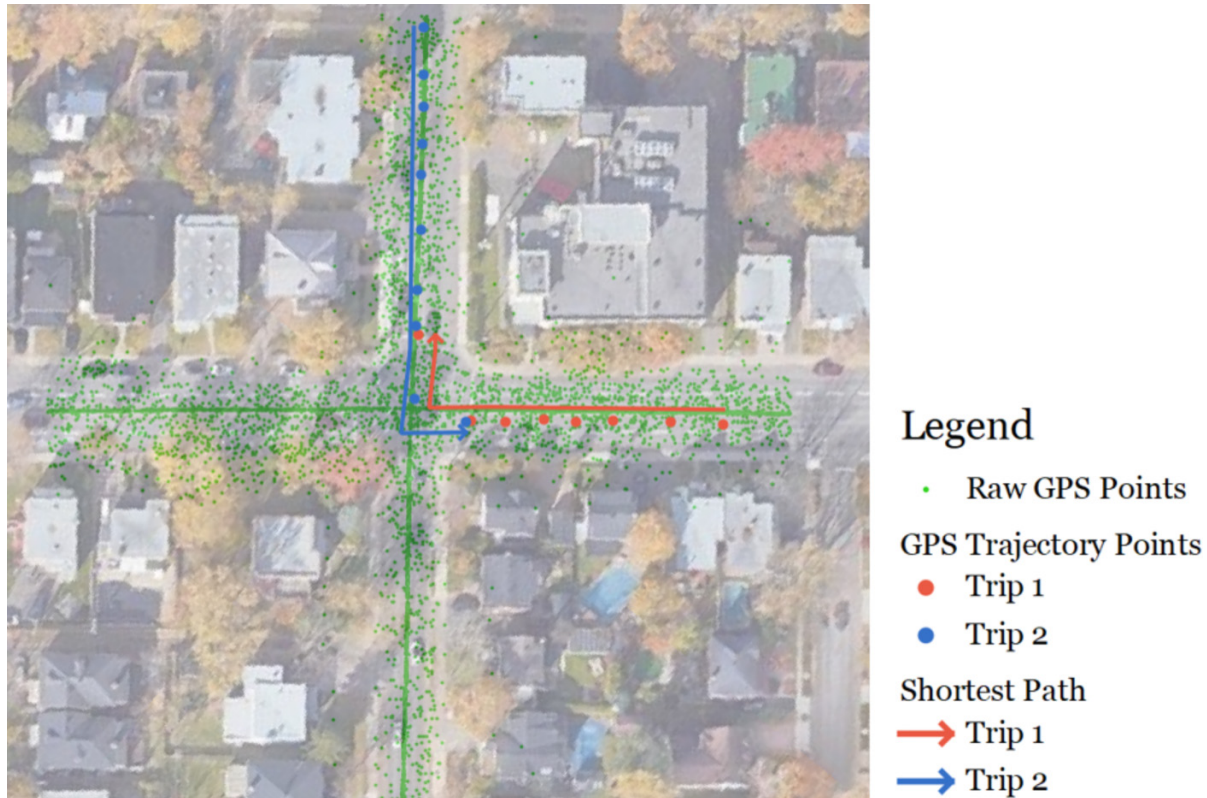 Legend
Raw GPS Points
GPS Trajectory Points
Trip 1
Trip 2
Shortest Path
Trip 1
Trip 2